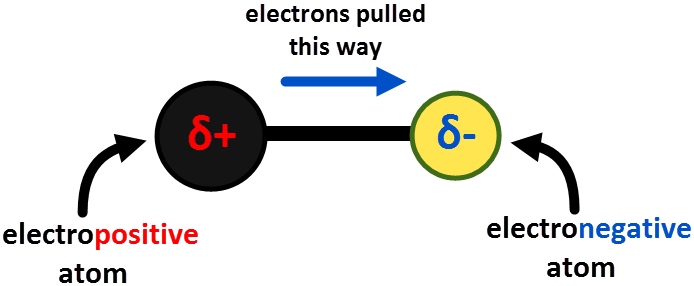 electrons pulled
this way
δ+
δ-
electropositive
atom
electronegative
atom